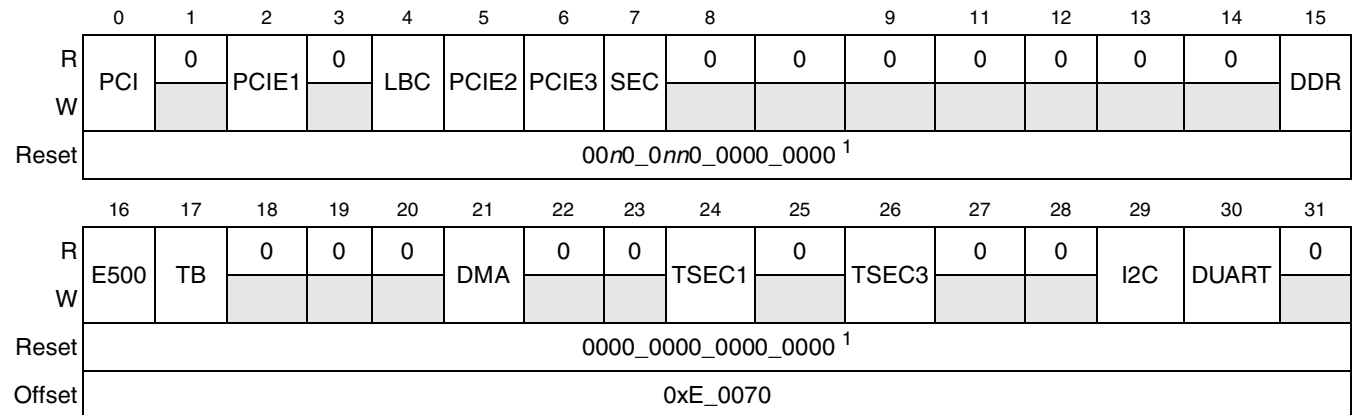 0 1 2 3 4 5 6 7 8 9 11 12 13 14 15
R PCI 0 PCIE1 0 LBC PCIE2 PCIE3 SEC 0 0 0 0 0 0 0 DDR
W
Reset 00n0_0nn0_0000_0000 1
16 17 18 19 20 21 22 23 24 25 26 27 28 29 30 31
R E500 TB 0 0 0 DMA 0 0 TSEC1 0 TSEC3 0 0 I2C DUART 0
W
Reset 0000_0000_0000_0000 1
Offset 0xE_0070